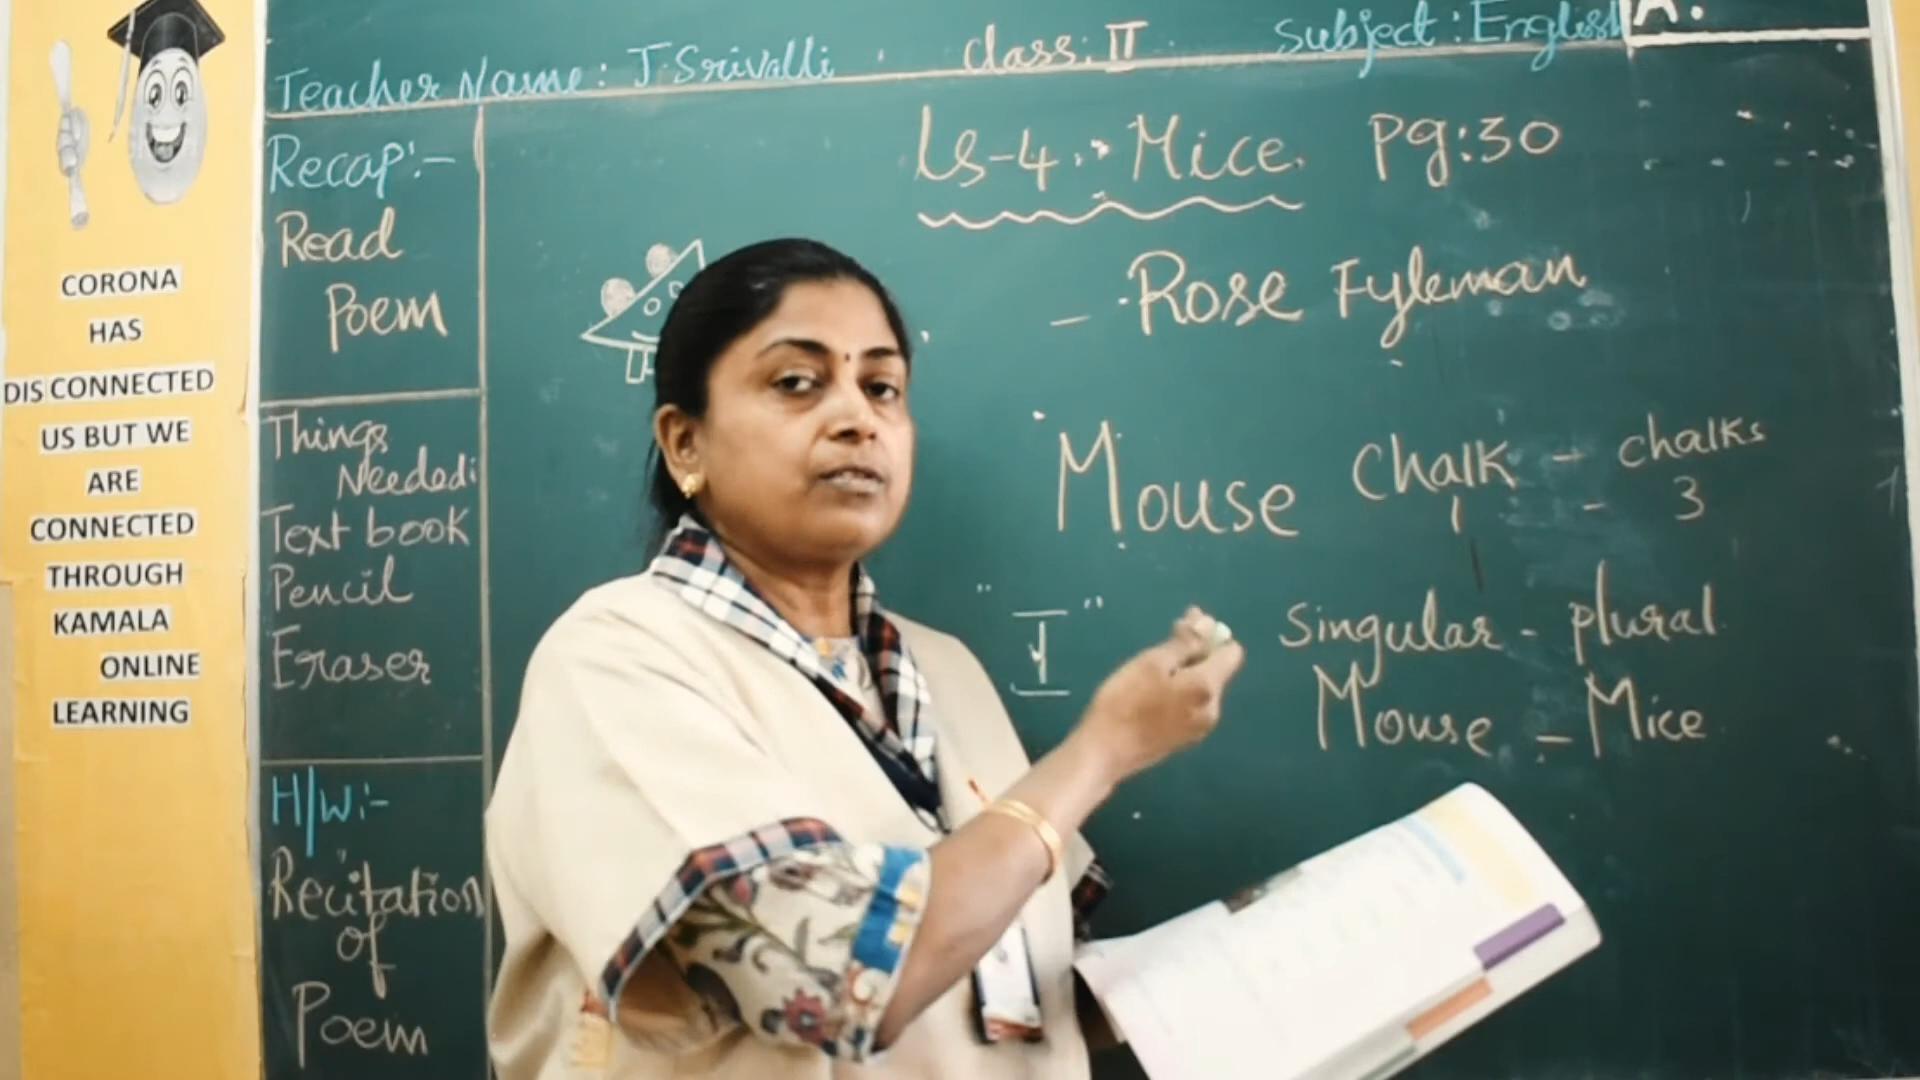 CORONA
HAS
DIS CONNECTED
US BUT WE
ARE
CONNECTED
THROUGH
KAMALA
ONLINE
LEARNING
Teacher Name: J.Srivalli
Class: II
Subject: English
A.
Recap:-
Read
Poem
Things
Needed:
Text book
Pencil
Eraser
H/W:-
Recitation
of
Poem
Ls-4. Mice. Pg:30
- Rose Fyleman
Mouse
Chalk - chalks
1 - 3
"I"
Singular - plural
Mouse - Mice